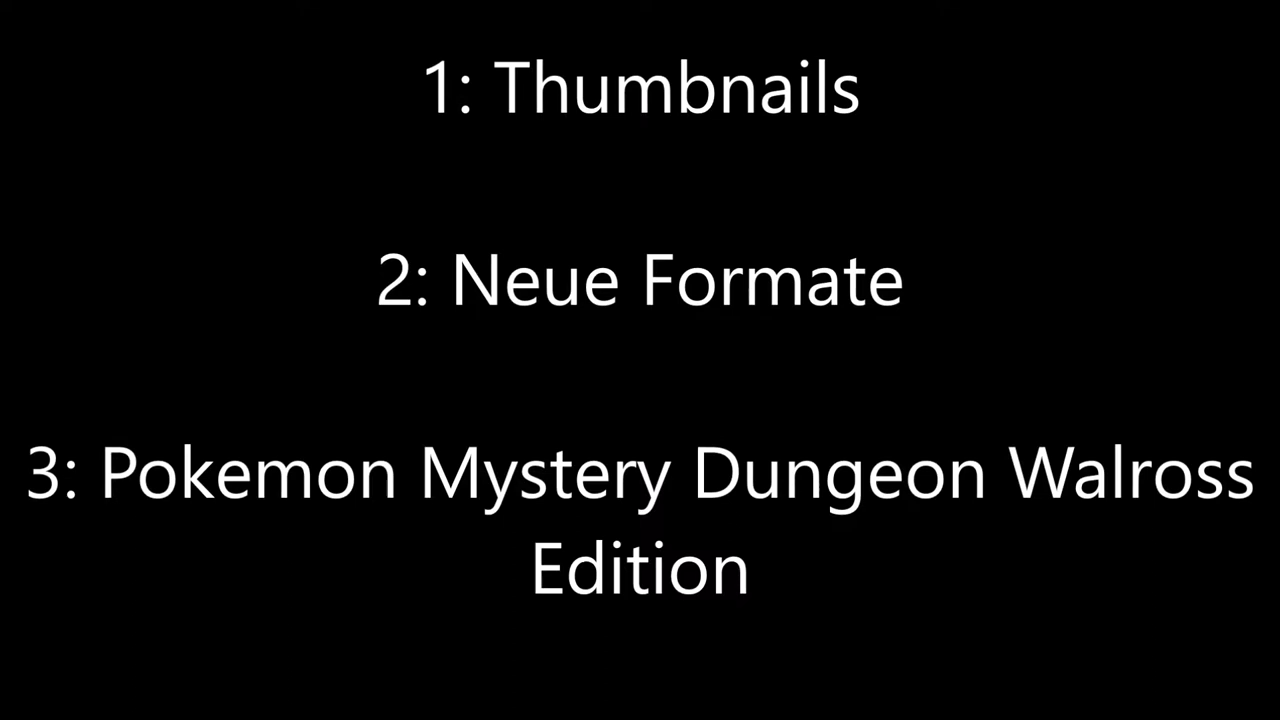 1: Thumbnails
2: Neue Formate
3: Pokemon Mystery Dungeon Walross
Edition